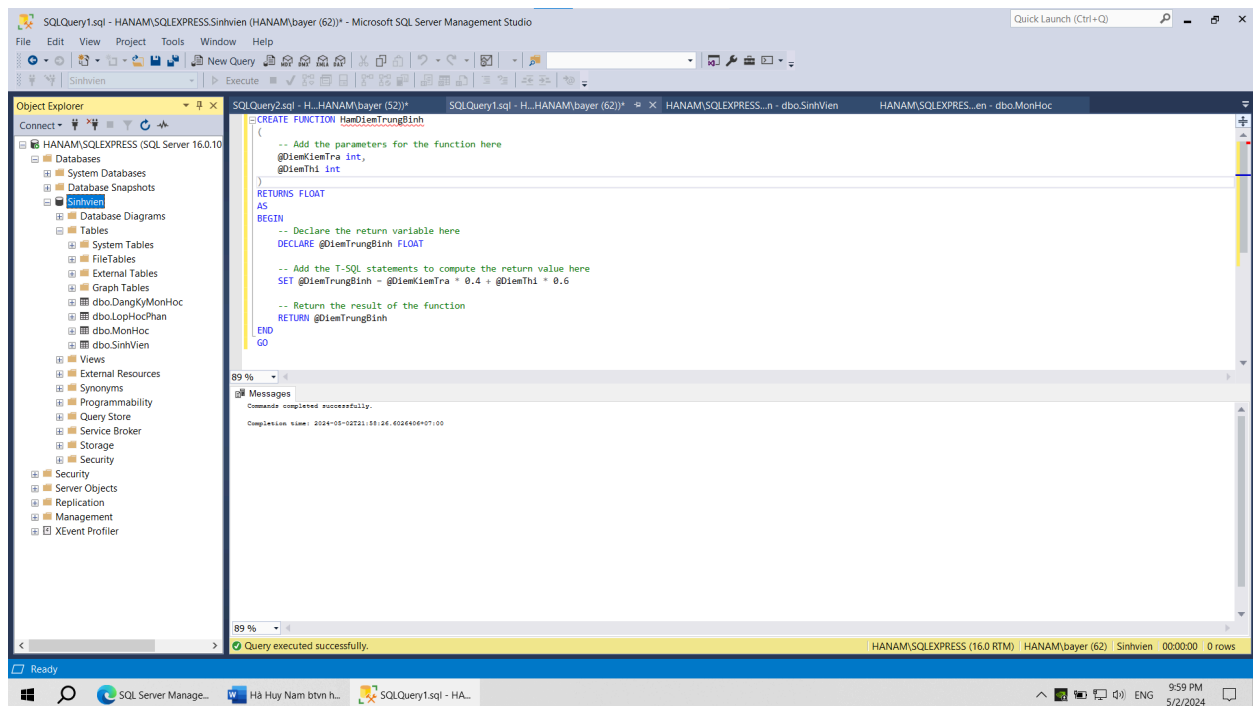 SQLQuery1.sql - HANAM\SQLEXPRESS.Sinhvien (HANAM\bayer (62))* - Microsoft SQL Server Management Studio
Quick Launch (Ctrl+Q)
File Edit View Project Tools Window Help
New Query
MDX DMX XMLA DAX
Sinhvien
Execute
Object Explorer
SQLQuery2.sql - H...HANAM\bayer (52))*
SQLQuery1.sql - H...HANAM\bayer (62))*
HANAM\SQLEXPRESS...n - dbo.SinhVien
HANAM\SQLEXPRES...en - dbo.MonHoc
Connect
HANAM\SQLEXPRESS (SQL Server 16.0.10
Databases
System Databases
Database Snapshots
Sinhvien
Database Diagrams
Tables
System Tables
FileTables
External Tables
Graph Tables
dbo.DangKyMonHoc
dbo.LopHocPhan
dbo.MonHoc
dbo.SinhVien
Views
External Resources
Synonyms
Programmability
Query Store
Service Broker
Storage
Security
Security
Server Objects
Replication
Management
XEvent Profiler
CREATE FUNCTION HamDiemTrungBinh
(
-- Add the parameters for the function here
@DiemKiemTra int,
@DiemThi int
)
RETURNS FLOAT
AS
BEGIN
-- Declare the return variable here
DECLARE @DiemTrungBinh FLOAT
-- Add the T-SQL statements to compute the return value here
SET @DiemTrungBinh = @DiemKiemTra * 0.4 + @DiemThi * 0.6
-- Return the result of the function
RETURN @DiemTrungBinh
END
GO
89 %
Messages
Commands completed successfully.
Completion time: 2024-05-02T21:58:26.6026406+07:00
89 %
Query executed successfully.
HANAM\SQLEXPRESS (16.0 RTM) HANAM\bayer (62) Sinhvien 00:00:00 0 rows
Ready
SQL Server Manage...
Hà Huy Nam btvn h...
SQLQuery1.sql - HA...
ENG
9:59 PM
5/2/2024